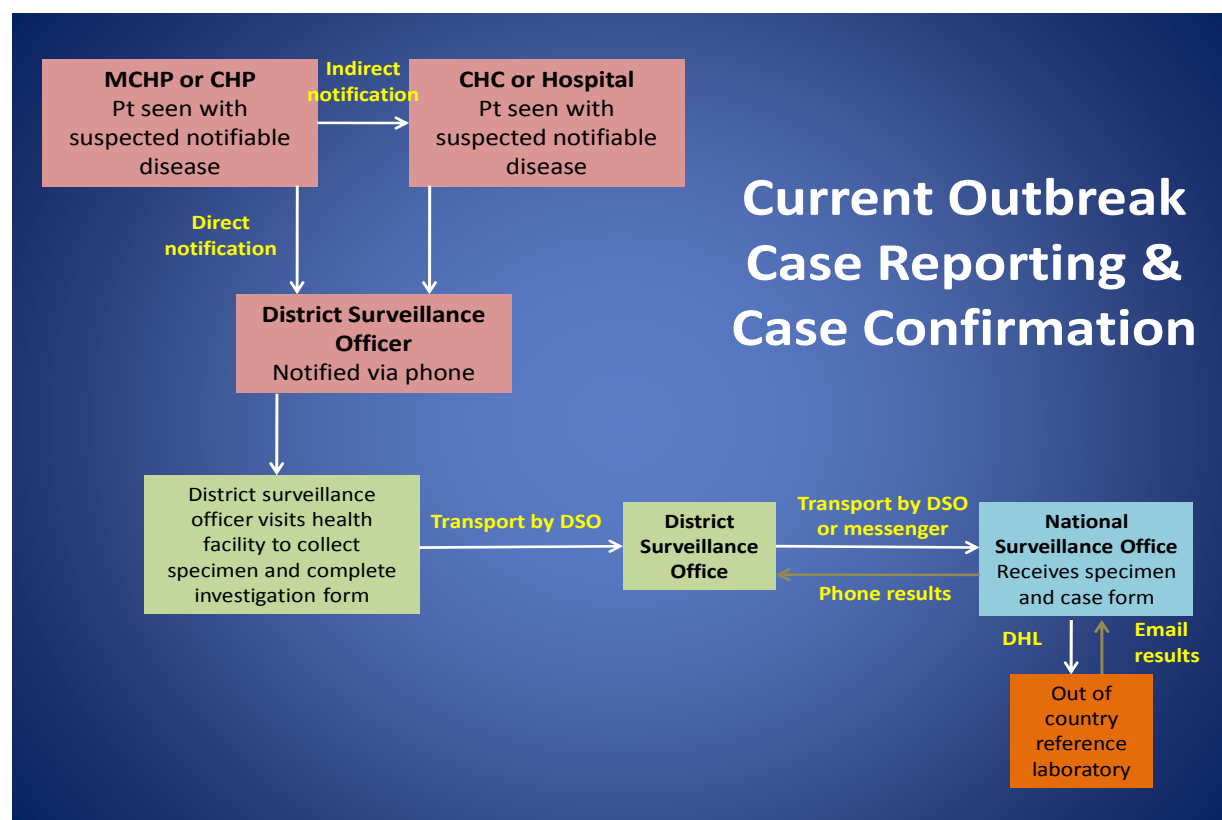 MCHP or CHP
Pt seen with
suspected notifiable
disease
Indirect
notification
CHC or Hospital
Pt seen with
suspected notifiable
disease
Current Outbreak
Case Reporting &
Case Confirmation
Direct
notification
District Surveillance
Officer
Notified via phone
District surveillance
officer visits health
facility to collect
specimen and complete
investigation form
Transport by DSO
District
Surveillance
Office
Transport by DSO
or messenger
Phone results
National
Surveillance Office
Receives specimen
and case form
DHL
Email
results
Out of
country
reference
laboratory